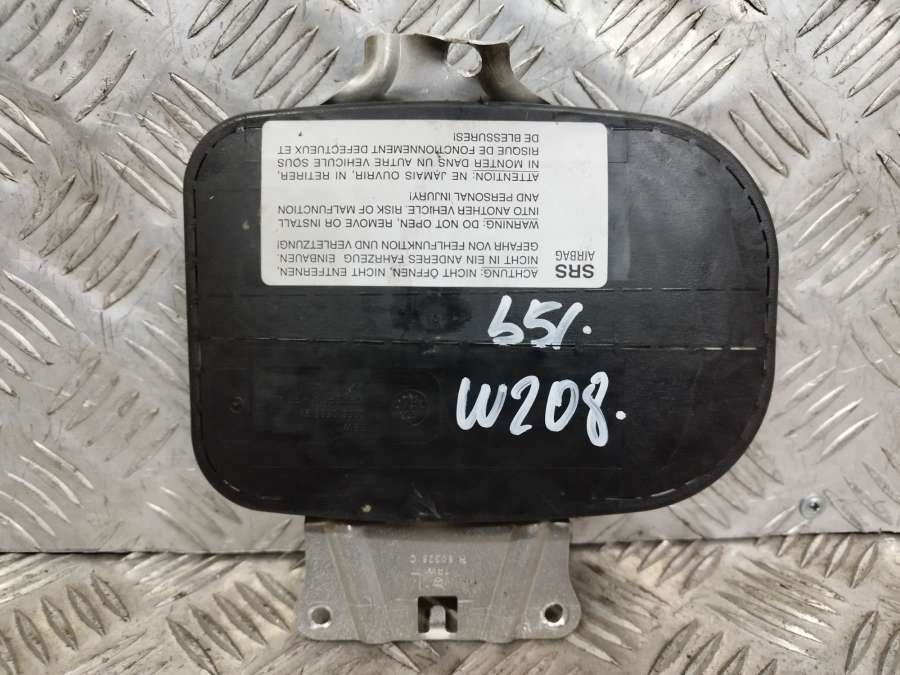 SRS
AIRBAG
ACHTUNG: NICHT ÖFFNEN, NICHT ENTFERNEN,
NICHT IN EIN ANDERES FAHRZEUG EINBAUEN.
GEFAHR VON FEHLFUNKTION UND VERLETZUNG!
WARNING: DO NOT OPEN, REMOVE OR INSTALL
INTO ANOTHER VEHICLE. RISK OF MALFUNCTION
AND PERSONAL INJURY!
ATTENTION: NE JAMAIS OUVRIR, NI RETIRER,
NI MONTER DANS UN AUTRE VEHICULE SOUS
RISQUE DE FONCTIONNEMENT DEFECTUEUX ET
DE BLESSURES!
W208.
TRW